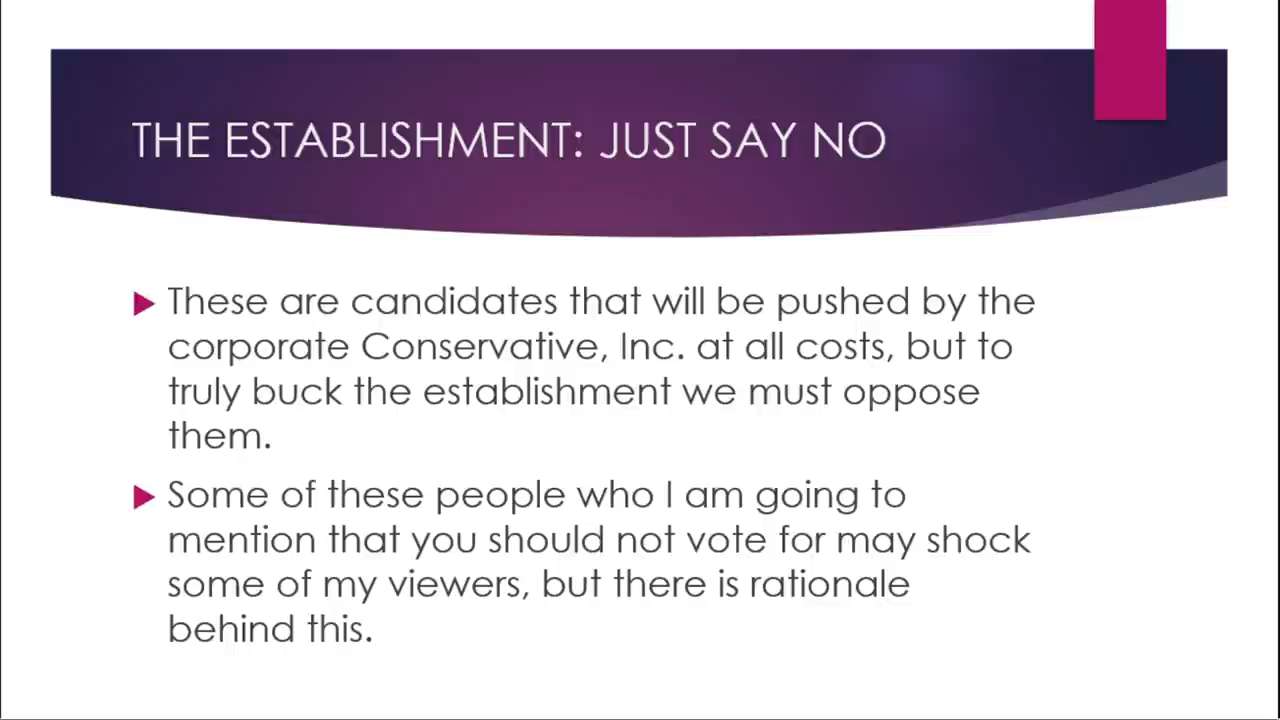 THE ESTABLISHMENT: JUST SAY NO
These are candidates that will be pushed by the
corporate Conservative, Inc. at all costs, but to
truly buck the establishment we must oppose
them.
Some of these people who I am going to
mention that you should not vote for may shock
some of my viewers, but there is rationale
behind this.